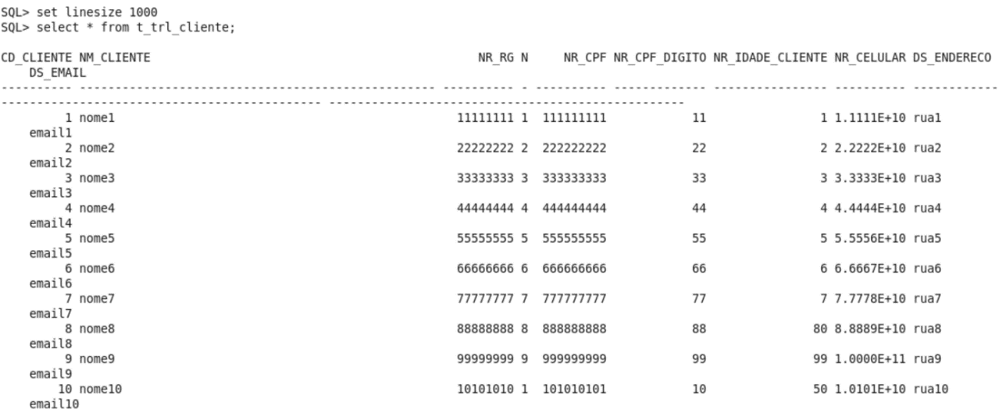 SQL> set linesize 1000
SQL> select * from t_trl_cliente;
CD_CLIENTE NM_CLIENTE NR_RG N NR_CPF NR_CPF_DIGITO NR_IDADE_CLIENTE NR_CELULAR DS_ENDERECO
DS_EMAIL
---------- -------------------------------------------------- ---------- - ---------- ------------- ---------------- ---------- ------------
--------------------------------------------- --------------------------------------------------
1 nome1 11111111 1 111111111 11 1 1.1111E+10 rua1
email1
2 nome2 22222222 2 222222222 22 2 2.2222E+10 rua2
email2
3 nome3 33333333 3 333333333 33 3 3.3333E+10 rua3
email3
4 nome4 44444444 4 444444444 44 4 4.4444E+10 rua4
email4
5 nome5 55555555 5 555555555 55 5 5.5556E+10 rua5
email5
6 nome6 66666666 6 666666666 66 6 6.6667E+10 rua6
email6
7 nome7 77777777 7 777777777 77 7 7.7778E+10 rua7
email7
8 nome8 88888888 8 888888888 88 80 8.8889E+10 rua8
email8
9 nome9 99999999 9 999999999 99 99 1.0000E+11 rua9
email9
10 nome10 10101010 1 101010101 10 50 1.0101E+10 rua10
email10